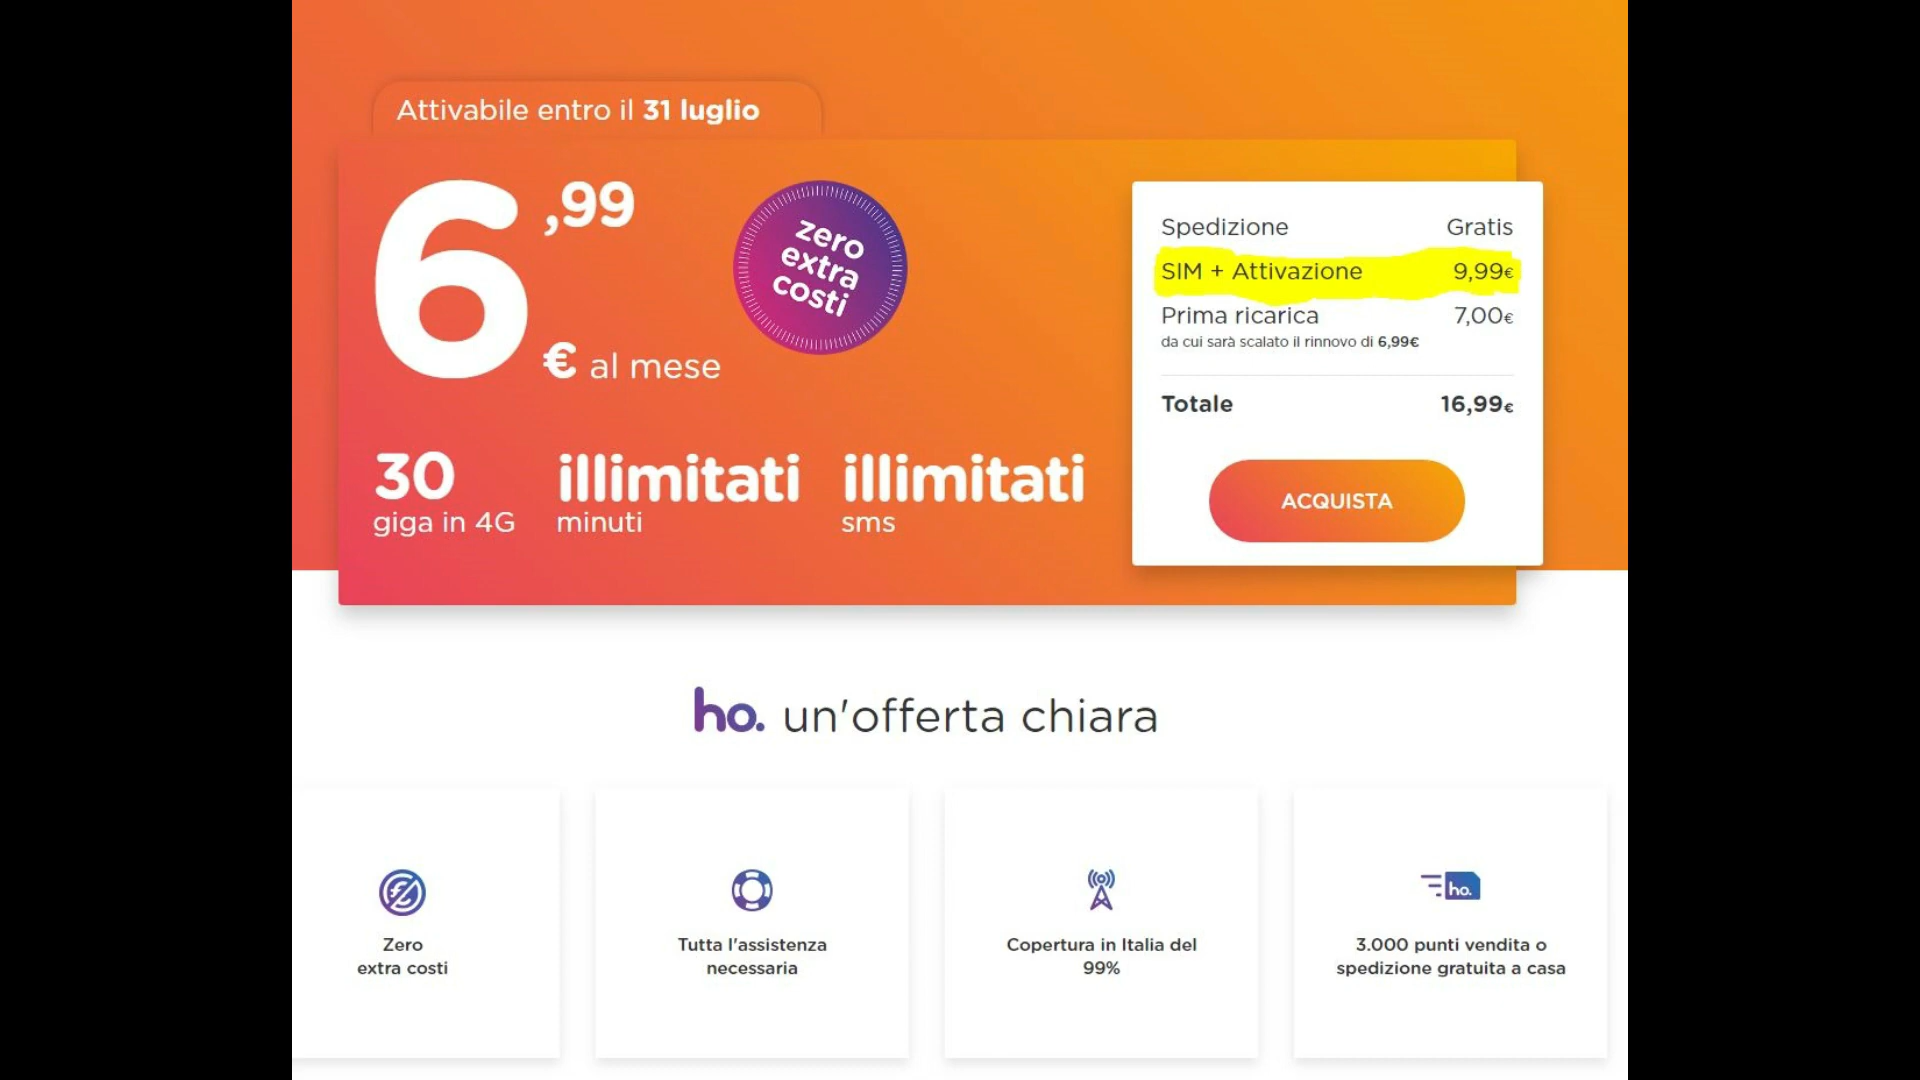 Attivabile entro il 31 luglio
6,99
€ al mese
zero
extra
costi
30
giga in 4G
illimitati
minuti
illimitati
sms
Spedizione Gratis
SIM + Attivazione 9,99€
Prima ricarica 7,00€
da cui sarà scalato il rinnovo di 6,99€
Totale 16,99€
ACQUISTA
ho. un'offerta chiara
Zero
extra costi
Tutta l'assistenza
necessaria
Copertura in Italia del
99%
ho.
3.000 punti vendita o
spedizione gratuita a casa